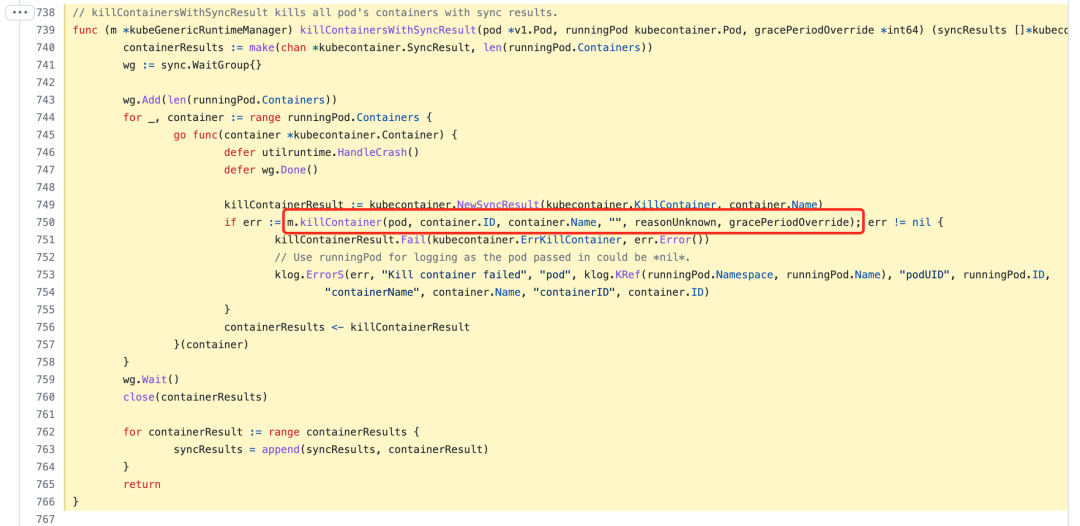 ••• 738 // killContainersWithSyncResult kills all pod's containers with sync results.
739 func (m *kubeGenericRuntimeManager) killContainersWithSyncResult(pod *v1.Pod, runningPod kubecontainer.Pod, gracePeriodOverride *int64) (syncResults []*kubeco
740 containerResults := make(chan *kubecontainer.SyncResult, len(runningPod.Containers))
741 wg := sync.WaitGroup{}
742
743 wg.Add(len(runningPod.Containers))
744 for _, container := range runningPod.Containers {
745 go func(container *kubecontainer.Container) {
746 defer utilruntime.HandleCrash()
747 defer wg.Done()
748
749 killContainerResult := kubecontainer.NewSyncResult(kubecontainer.KillContainer, container.Name)
750 if err := m.killContainer(pod, container.ID, container.Name, "", reasonUnknown, gracePeriodOverride); err != nil {
751 killContainerResult.Fail(kubecontainer.ErrKillContainer, err.Error())
752 // Use runningPod for logging as the pod passed in could be *nil*.
753 klog.ErrorS(err, "Kill container failed", "pod", klog.KRef(runningPod.Namespace, runningPod.Name), "podUID", runningPod.ID,
754 "containerName", container.Name, "containerID", container.ID)
755 }
756 containerResults <- killContainerResult
757 }(container)
758 }
759 wg.Wait()
760 close(containerResults)
761
762 for containerResult := range containerResults {
763 syncResults = append(syncResults, containerResult)
764 }
765 return
766 }
767